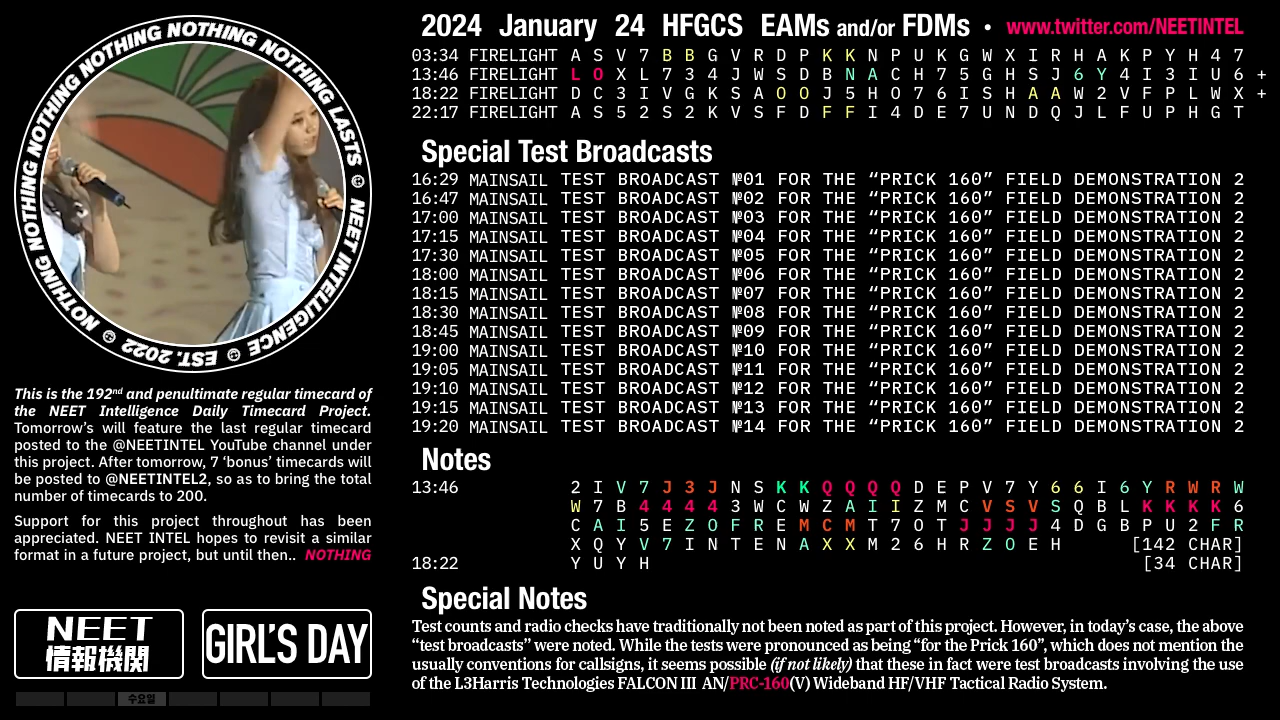 NOTHING NOTHING NOTHING NOTHING NOTHING LASTS
NEET INTELLIGENCE
EST. 2022
This is the 192nd and penultimate regular timecard of
the NEET Intelligence Daily Timecard Project.
Tomorrow's will feature the last regular timecard
posted to the @NEETINTEL YouTube channel under
this project. After tomorrow, 7 ‘bonus’ timecards will
be posted to @NEETINTEL2, so as to bring the total
number of timecards to 200.
Support for this project throughout has been
appreciated. NEET INTEL hopes to revisit a similar
format in a future project, but until then.. NOTHING
NEET
情報機関
GIRL'S DAY
수요일
2024 January 24 HFGCS EAMs and/or FDMs • www.twitter.com/NEETINTEL
03:34 FIRELIGHT A S V 7 B B G V R D P K K N P U K G W X I R H A K P Y H 4 7
13:46 FIRELIGHT L O X L 7 3 4 J W S D B N A C H 7 5 G H S J 6 Y 4 I 3 I U 6 +
18:22 FIRELIGHT D C 3 I V G K S A O O J 5 H O 7 6 I S H A A W 2 V F P L W X +
22:17 FIRELIGHT A S 5 2 S 2 K V S F D F F I 4 D E 7 U N D Q J L F U P H G T
Special Test Broadcasts
16:29 MAINSAIL TEST BROADCAST №01 FOR THE “PRICK 160” FIELD DEMONSTRATION 2
16:47 MAINSAIL TEST BROADCAST №02 FOR THE “PRICK 160” FIELD DEMONSTRATION 2
17:00 MAINSAIL TEST BROADCAST №03 FOR THE “PRICK 160” FIELD DEMONSTRATION 2
17:15 MAINSAIL TEST BROADCAST №04 FOR THE “PRICK 160” FIELD DEMONSTRATION 2
17:30 MAINSAIL TEST BROADCAST №05 FOR THE “PRICK 160” FIELD DEMONSTRATION 2
18:00 MAINSAIL TEST BROADCAST №06 FOR THE “PRICK 160” FIELD DEMONSTRATION 2
18:15 MAINSAIL TEST BROADCAST №07 FOR THE “PRICK 160” FIELD DEMONSTRATION 2
18:30 MAINSAIL TEST BROADCAST №08 FOR THE “PRICK 160” FIELD DEMONSTRATION 2
18:45 MAINSAIL TEST BROADCAST №09 FOR THE “PRICK 160” FIELD DEMONSTRATION 2
19:00 MAINSAIL TEST BROADCAST №10 FOR THE “PRICK 160” FIELD DEMONSTRATION 2
19:05 MAINSAIL TEST BROADCAST №11 FOR THE “PRICK 160” FIELD DEMONSTRATION 2
19:10 MAINSAIL TEST BROADCAST №12 FOR THE “PRICK 160” FIELD DEMONSTRATION 2
19:15 MAINSAIL TEST BROADCAST №13 FOR THE “PRICK 160” FIELD DEMONSTRATION 2
19:20 MAINSAIL TEST BROADCAST №14 FOR THE “PRICK 160” FIELD DEMONSTRATION 2
Notes
13:46 2 I V 7 J 3 J N S K K Q Q Q Q D E P V 7 Y 6 6 I 6 Y R W R W
W 7 B 4 4 4 4 3 W C W Z A I I Z M C V S V S Q B L K K K K 6
C A I 5 E Z O F R E M C M T 7 O T J J J J 4 D G B P U 2 F R
X Q Y V 7 I N T E N A X X M 2 6 H R Z O E H [142 CHAR]
18:22 Y U Y H [34 CHAR]
Special Notes
Test counts and radio checks have traditionally not been noted as part of this project. However, in today's case, the above
“test broadcasts” were noted. While the tests were pronounced as being “for the Prick 160”, which does not mention the
usually conventions for callsigns, it seems possible (if not likely) that these in fact were test broadcasts involving the use
of the L3Harris Technologies FALCON III AN/PRC-160(V) Wideband HF/VHF Tactical Radio System.